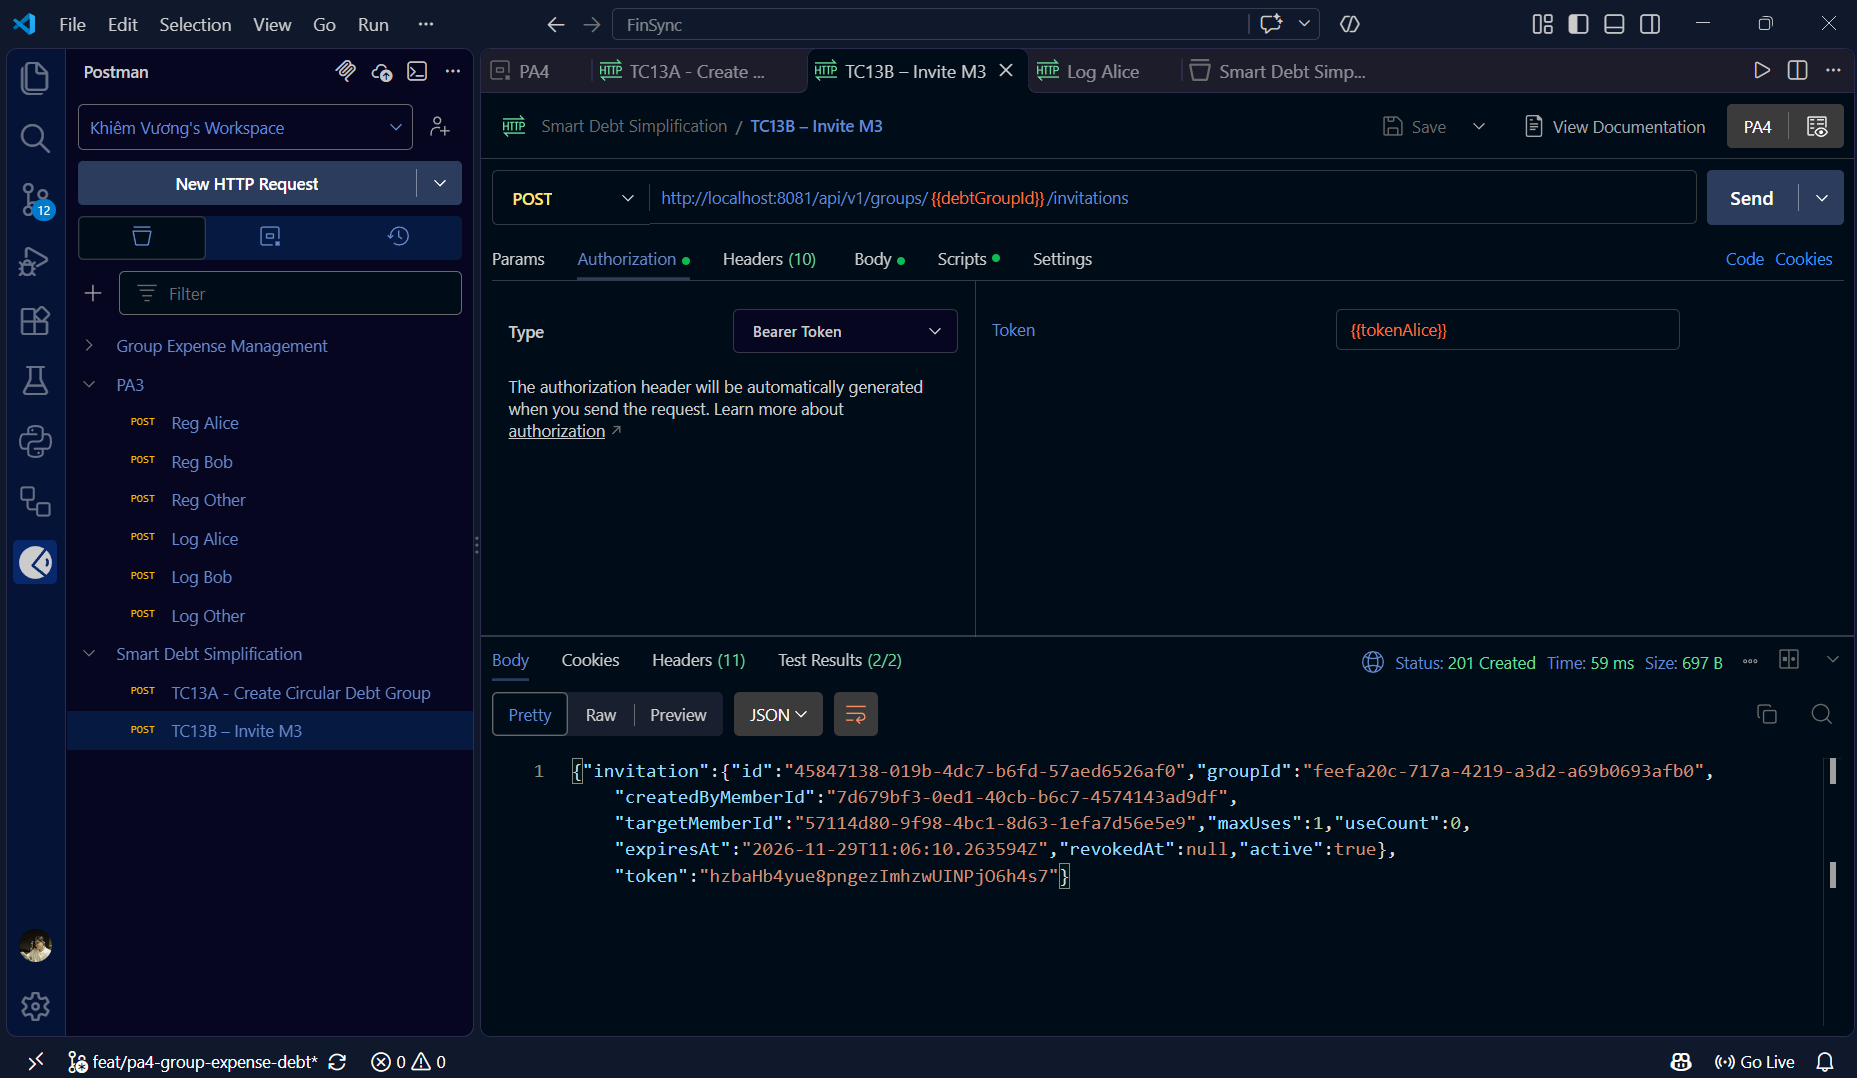 File Edit Selection View Go Run ···
FinSync
Postman
PA4
HTTP TC13A - Create ...
HTTP TC13B – Invite M3
HTTP Log Alice
Smart Debt Simp...
Khiêm Vương's Workspace
HTTP Smart Debt Simplification / TC13B – Invite M3
Save
View Documentation
PA4
New HTTP Request
POST
http://localhost:8081/api/v1/groups/{{debtGroupId}}/invitations
Send
12
Params Authorization Headers (10) Body Scripts Settings
Code Cookies
Filter
Type
Bearer Token
Token
{{tokenAlice}}
The authorization header will be automatically generated
when you send the request. Learn more about
authorization ↗
Group Expense Management
PA3
POST Reg Alice
POST Reg Bob
POST Reg Other
POST Log Alice
POST Log Bob
POST Log Other
Smart Debt Simplification
POST TC13A - Create Circular Debt Group
POST TC13B – Invite M3
Body Cookies Headers (11) Test Results (2/2)
Status: 201 Created Time: 59 ms Size: 697 B
Pretty Raw Preview JSON
1 {"invitation":{"id":"45847138-019b-4dc7-b6fd-57aed6526af0","groupId":"feefa20c-717a-4219-a3d2-a69b0693afb0",
"createdByMemberId":"7d679bf3-0ed1-40cb-b6c7-4574143ad9df",
"targetMemberId":"57114d80-9f98-4bc1-8d63-1efa7d56e5e9","maxUses":1,"useCount":0,
"expiresAt":"2026-11-29T11:06:10.263594Z","revokedAt":null,"active":true},
"token":"hzbaHb4yue8pngezImhzwUINPjO6h4s7"}
feat/pa4-group-expense-debt*
0 0
Go Live